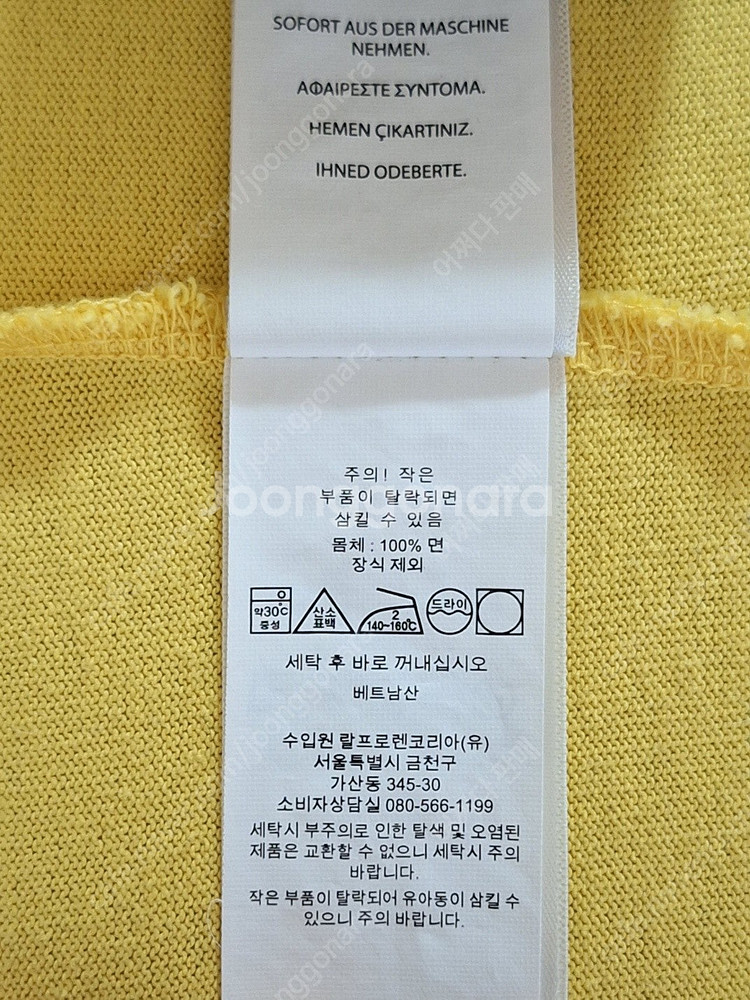 SOFORT AUS DER MASCHINE
NEHMEN.
ΑΦΑΙΡΕΣΤΕ ΣΥΝΤΟΜΑ.
HEMEN ÇIKARTINIZ.
IHNED ODEBERTE.
어쩌다 판매
주의! 작은
부품이 탈락되면
joonggonara
삼킬 수 있음
몸체 : 100% 면
장식 제외
약30℃
중성
산소
표백
2
140~160℃
드라이
세탁 후 바로 꺼내십시오
베트남산
수입원 랄프로렌코리아(유)
서울특별시 금천구
가산동 345-30
소비자상담실 080-566-1199
세탁시 부주의로 인한 탈색 및 오염된
제품은 교환할 수 없으니 세탁시 주의
바랍니다.
작은 부품이 탈락되어 유아동이 삼킬 수
있으니 주의 바랍니다.